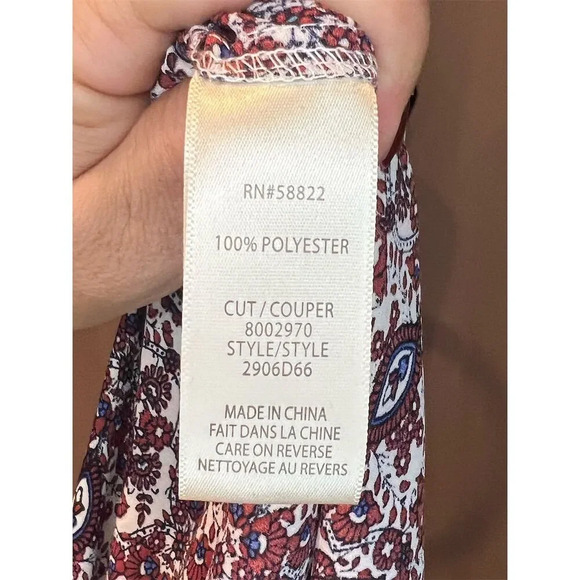 RN#58822
100% POLYESTER
CUT / COUPER
8002970
STYLE/STYLE
2906D66
MADE IN CHINA
FAIT DANS LA CHINE
CARE ON REVERSE
NETTOYAGE AU REVERS